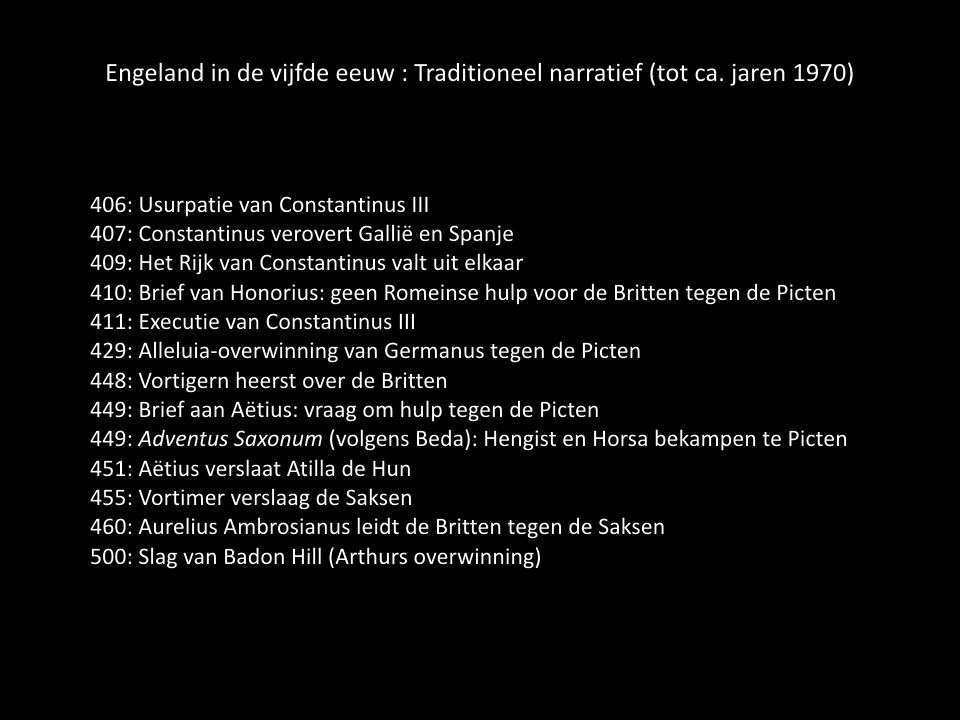 Engeland in de vijfde eeuw : Traditioneel narratief (tot ca. jaren 1970)
406: Usurpatie van Constantinus III
407: Constantinus verovert Gallië en Spanje
409: Het Rijk van Constantinus valt uit elkaar
410: Brief van Honorius: geen Romeinse hulp voor de Britten tegen de Picten
411: Executie van Constantinus III
429: Alleluia-overwinning van Germanus tegen de Picten
448: Vortigern heerst over de Britten
449: Brief aan Aëtius: vraag om hulp tegen de Picten
449: Adventus Saxonum (volgens Beda): Hengist en Horsa bekampen te Picten
451: Aëtius verslaat Atilla de Hun
455: Vortimer verslaag de Saksen
460: Aurelius Ambrosianus leidt de Britten tegen de Saksen
500: Slag van Badon Hill (Arthurs overwinning)